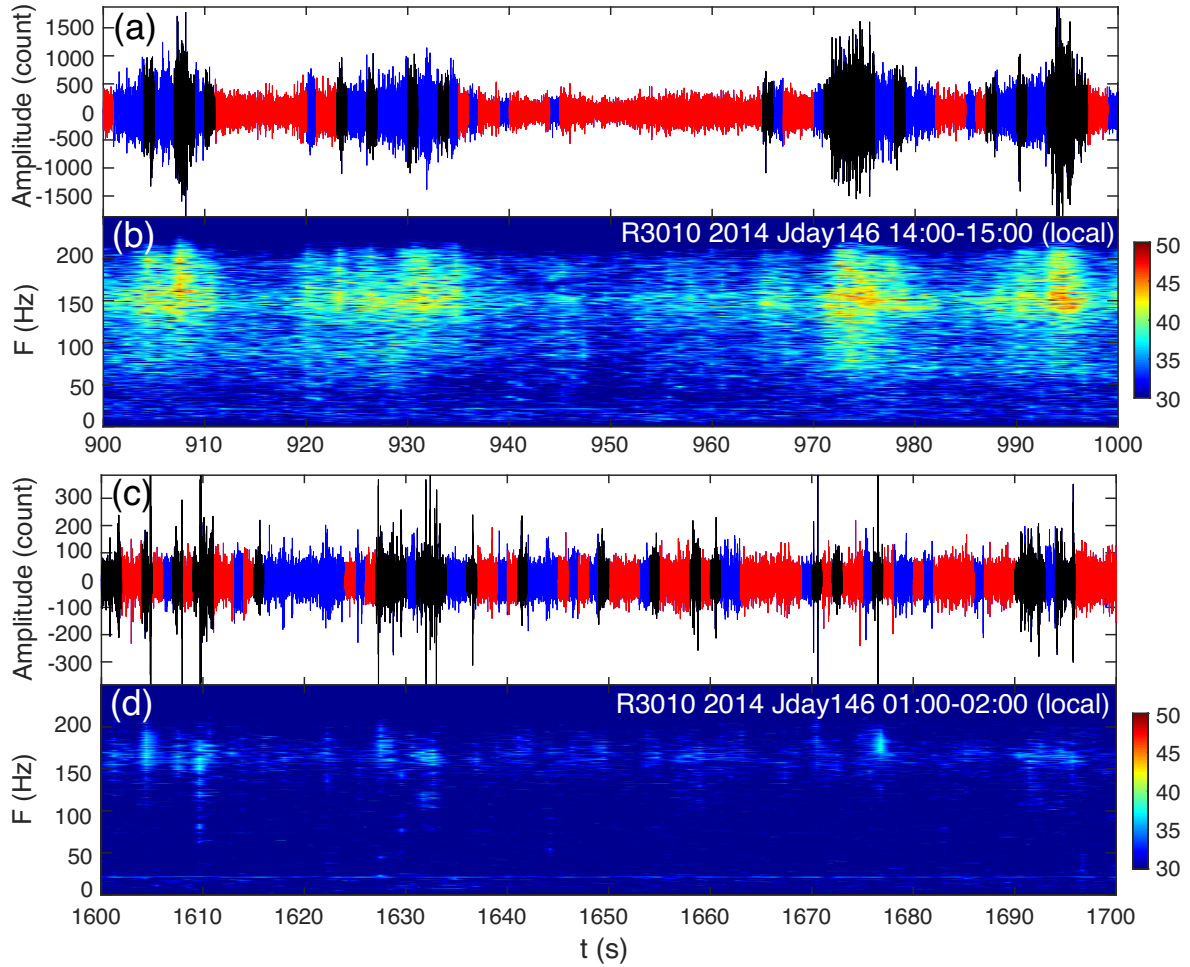 (a)
Amplitude (count)
1500
1000
500
0
-500
-1000
-1500
(b)
R3010 2014 Jday146 14:00-15:00 (local)
F (Hz)
200
150
100
50
0
50
45
40
35
30
900 910 920 930 940 950 960 970 980 990 1000
(c)
Amplitude (count)
300
200
100
0
-100
-200
-300
(d)
R3010 2014 Jday146 01:00-02:00 (local)
F (Hz)
200
150
100
50
0
50
45
40
35
30
1600 1610 1620 1630 1640 1650 1660 1670 1680 1690 1700
t (s)